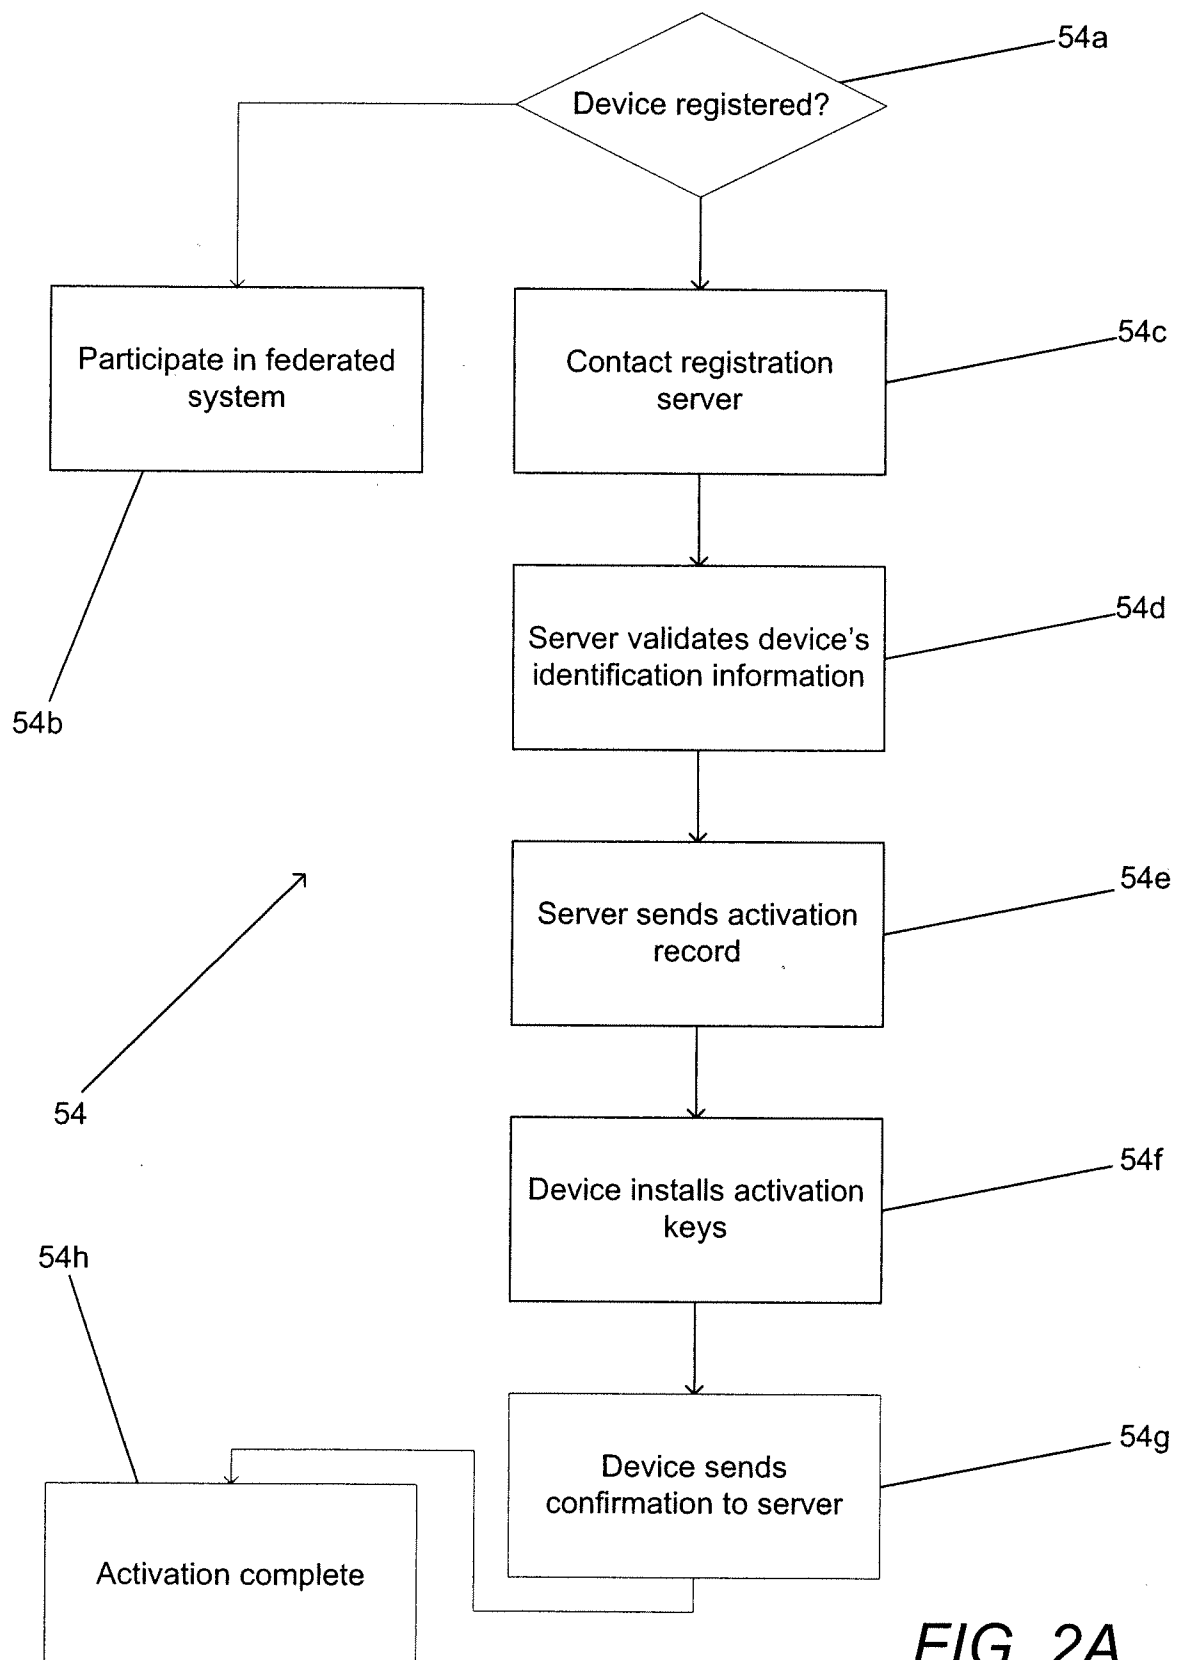 54a
Device registered?
Participate in federated
system
Contact registration
server
54c
54b
Server validates device's
identification information
54d
Server sends activation
record
54e
54
Device installs activation
keys
54f
54h
Device sends
confirmation to server
54g
Activation complete
FIG. 2A